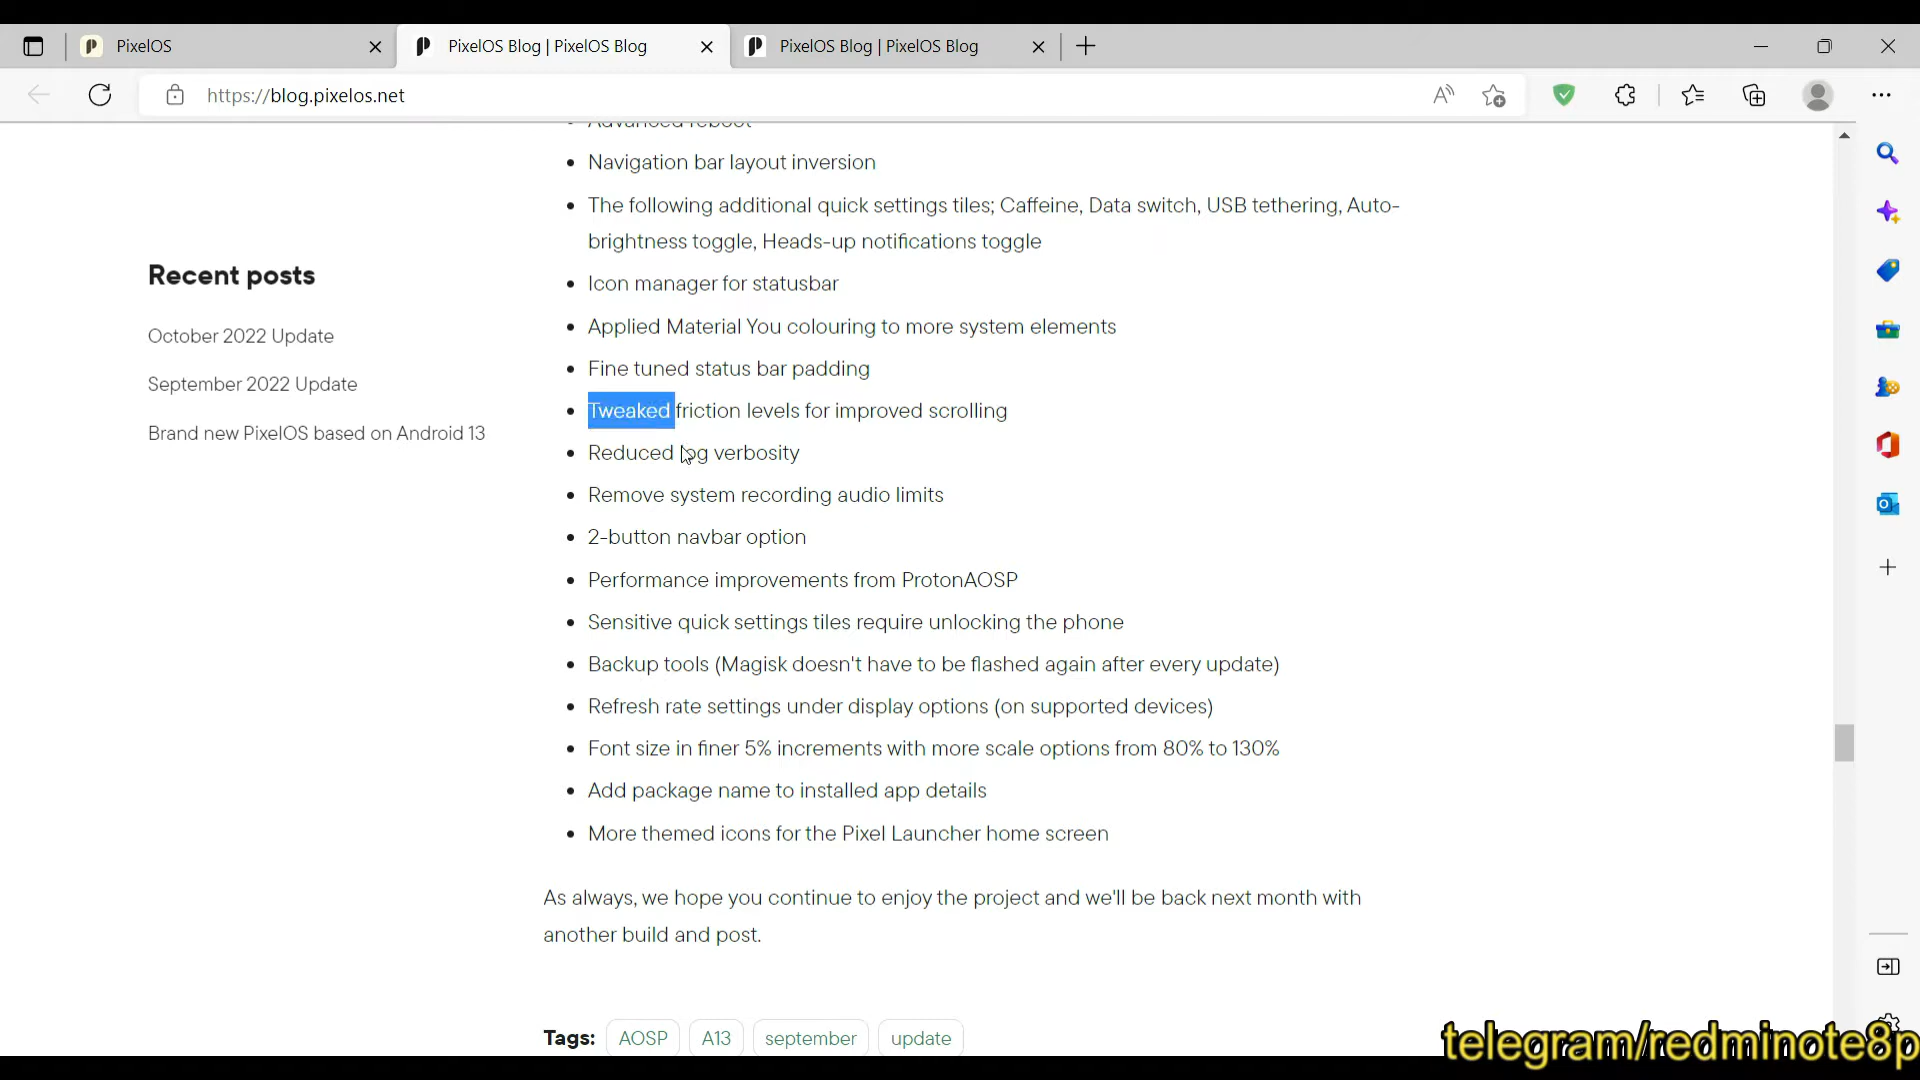 PixelOS
PixelOS Blog | PixelOS Blog
PixelOS Blog | PixelOS Blog
https://blog.pixelos.net
Advanced reboot
Navigation bar layout inversion
The following additional quick settings tiles; Caffeine, Data switch, USB tethering, Auto-
brightness toggle, Heads-up notifications toggle
Icon manager for statusbar
Applied Material You colouring to more system elements
Fine tuned status bar padding
Tweaked friction levels for improved scrolling
Reduced log verbosity
Remove system recording audio limits
2-button navbar option
Performance improvements from ProtonAOSP
Sensitive quick settings tiles require unlocking the phone
Backup tools (Magisk doesn't have to be flashed again after every update)
Refresh rate settings under display options (on supported devices)
Font size in finer 5% increments with more scale options from 80% to 130%
Add package name to installed app details
More themed icons for the Pixel Launcher home screen
As always, we hope you continue to enjoy the project and we'll be back next month with
another build and post.
Tags: AOSP A13 september update
Recent posts
October 2022 Update
September 2022 Update
Brand new PixelOS based on Android 13
telegram/redminote8p